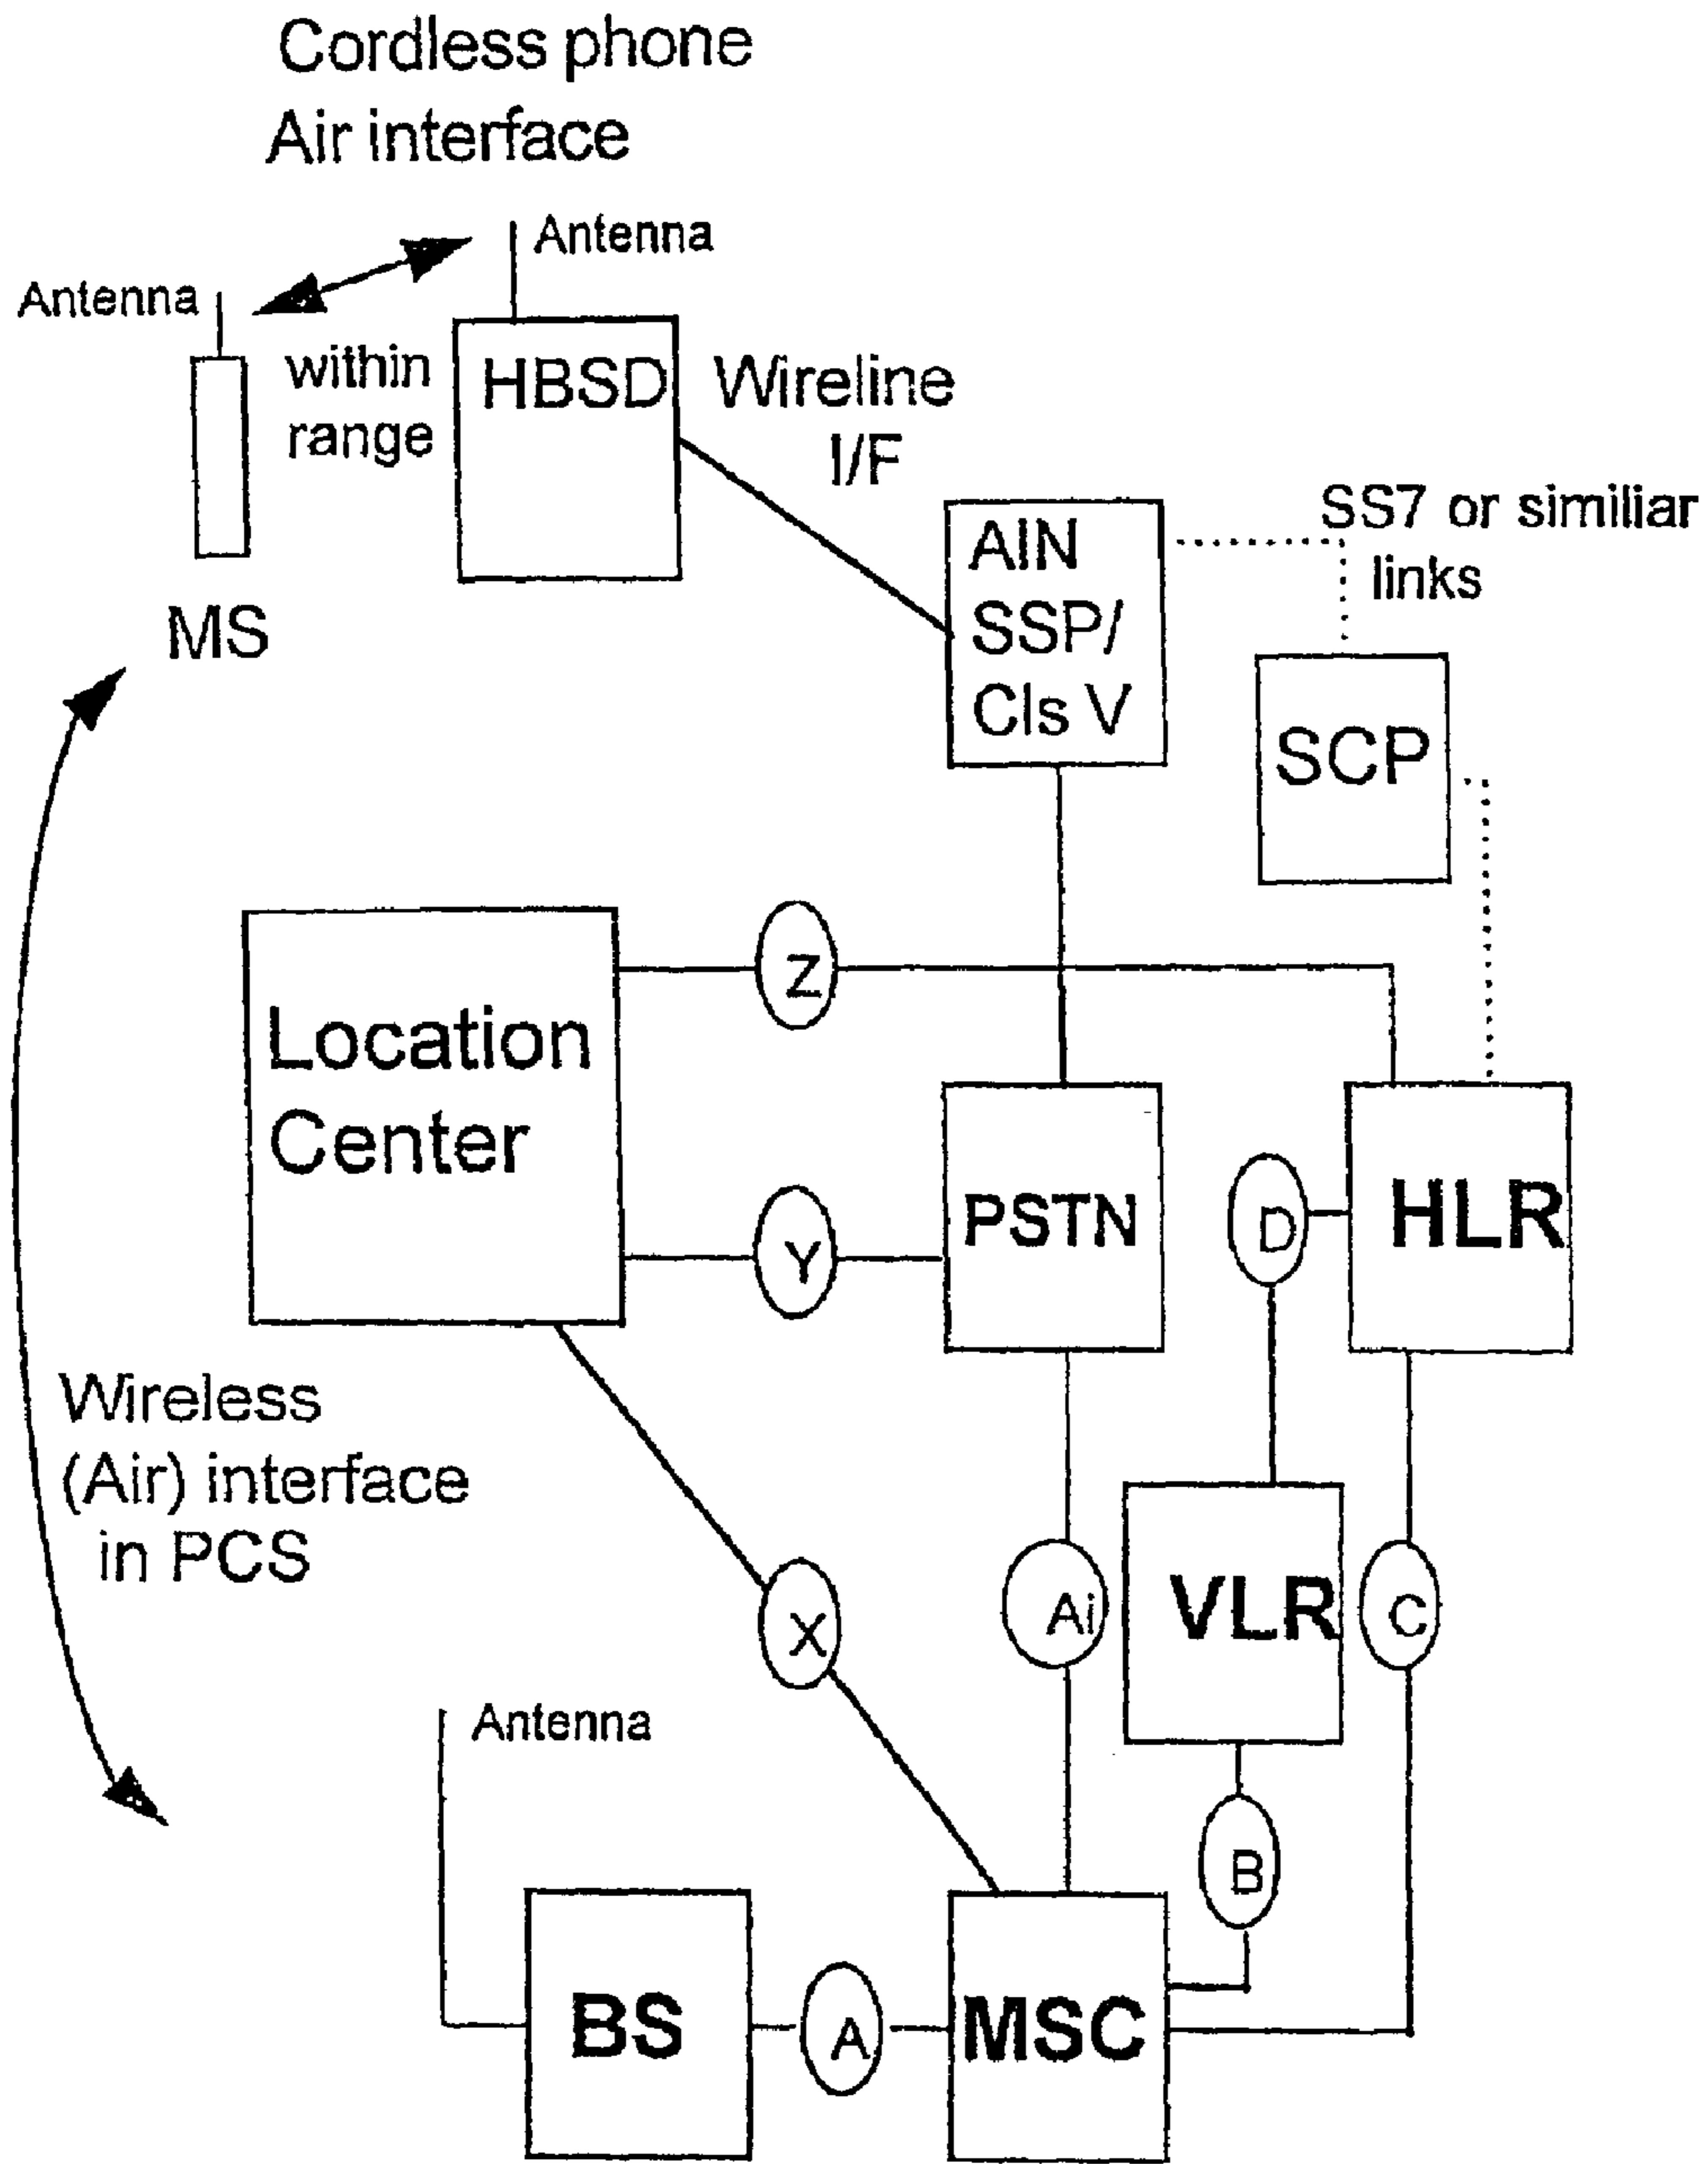 Cordless phone
Air interface
Antenna
Antenna
within
range
HBSD
Wireline
I/F
MS
AIN
SSP/
Cls V
SS7 or similiar
links
SCP
Location
Center
Z
Y
PSTN
D
HLR
Wireless
(Air) interface
in PCS
X
Ai
VLR
C
Antenna
B
BS
A
MSC